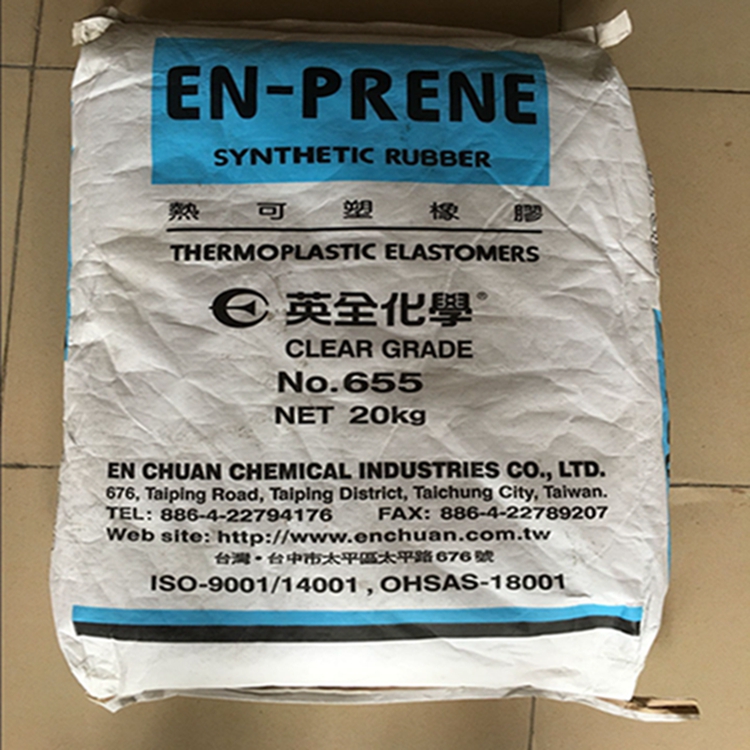 EN-PRENE
SYNTHETIC RUBBER
熱可塑橡膠
THERMOPLASTIC ELASTOMERS
英全化學®
CLEAR GRADE
No.655
NET 20kg
EN CHUAN CHEMICAL INDUSTRIES CO., LTD.
676, Taiping Road, Taiping District, Taichung City, Taiwan.
TEL: 886-4-22794176 FAX: 886-4-22789207
Web site: http://www.enchuan.com.tw
台灣・台中市太平區太平路676號
ISO-9001/14001 , OHSAS-18001